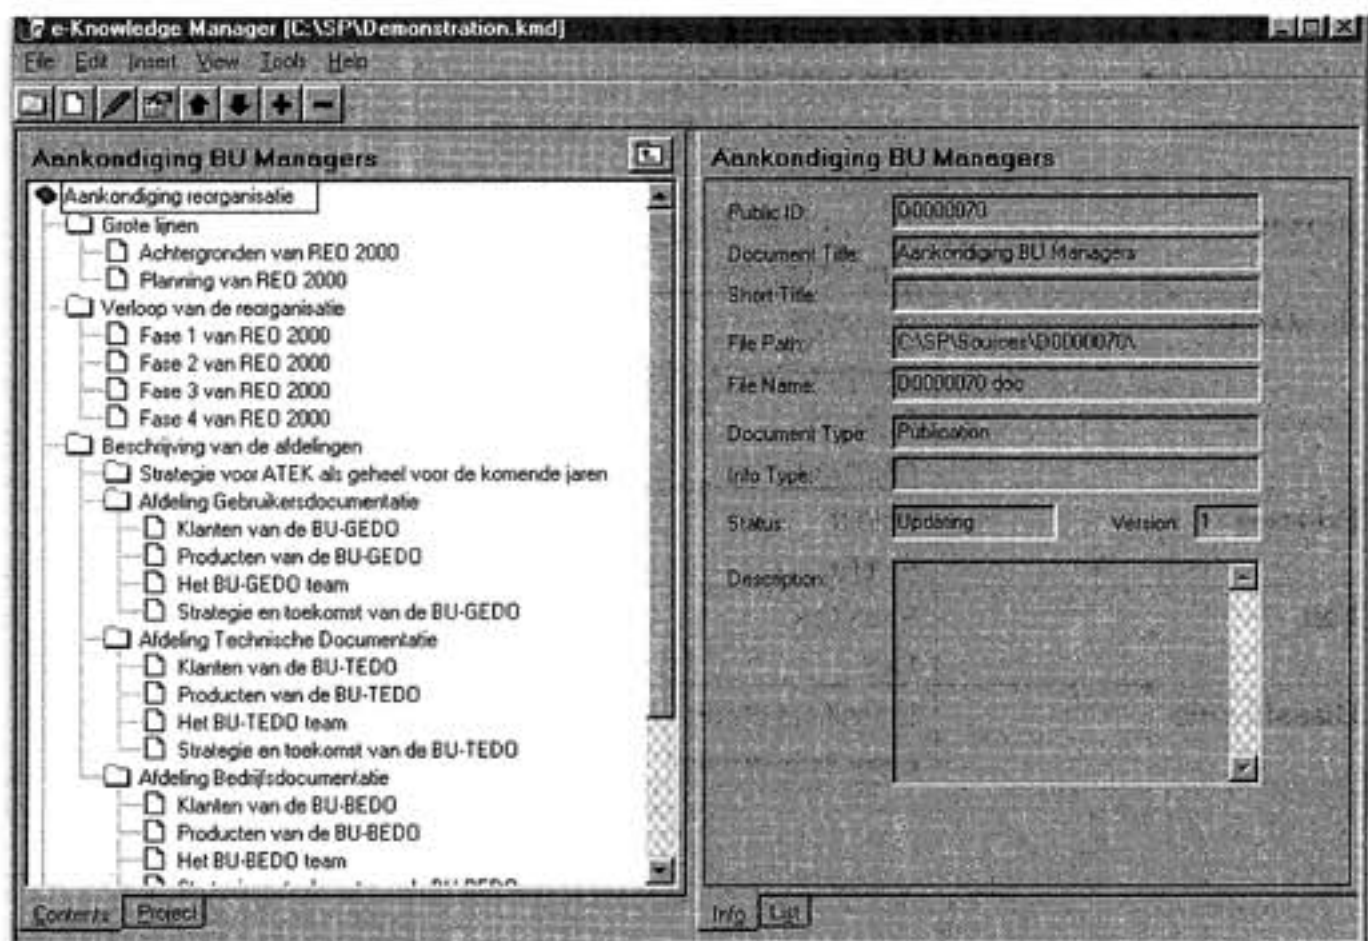 e-Knowledge Manager [C:\SP\Demonstration.kmd]
File Edit Insert View Tools Help
Aankondiging BU Managers
Aankondiging reorganisatie
Grote lijnen
Achtergronden van REO 2000
Planning van REO 2000
Verloop van de reorganisatie
Fase 1 van REO 2000
Fase 2 van REO 2000
Fase 3 van REO 2000
Fase 4 van REO 2000
Beschrijving van de afdelingen
Strategie voor ATEK als geheel voor de komende jaren
Afdeling Gebruikersdocumentatie
Klanten van de BU-GEDO
Producten van de BU-GEDO
Het BU-GEDO team
Strategie en toekomst van de BU-GEDO
Afdeling Technische Documentatie
Klanten van de BU-TEDO
Producten van de BU-TEDO
Het BU-TEDO team
Strategie en toekomst van de BU-TEDO
Afdeling Bedrijfsdocumentatie
Klanten van de BU-BEDO
Producten van de BU-BEDO
Het BU-BEDO team
Contents Project
Aankondiging BU Managers
Public ID: D0000070
Document Title: Aankondiging BU Managers
Short Title:
File Path: C:\SP\Sources\D0000070\
File Name: D0000070.doc
Document Type: Publication
Info Type:
Status: Updating Version: 1
Description:
Info List